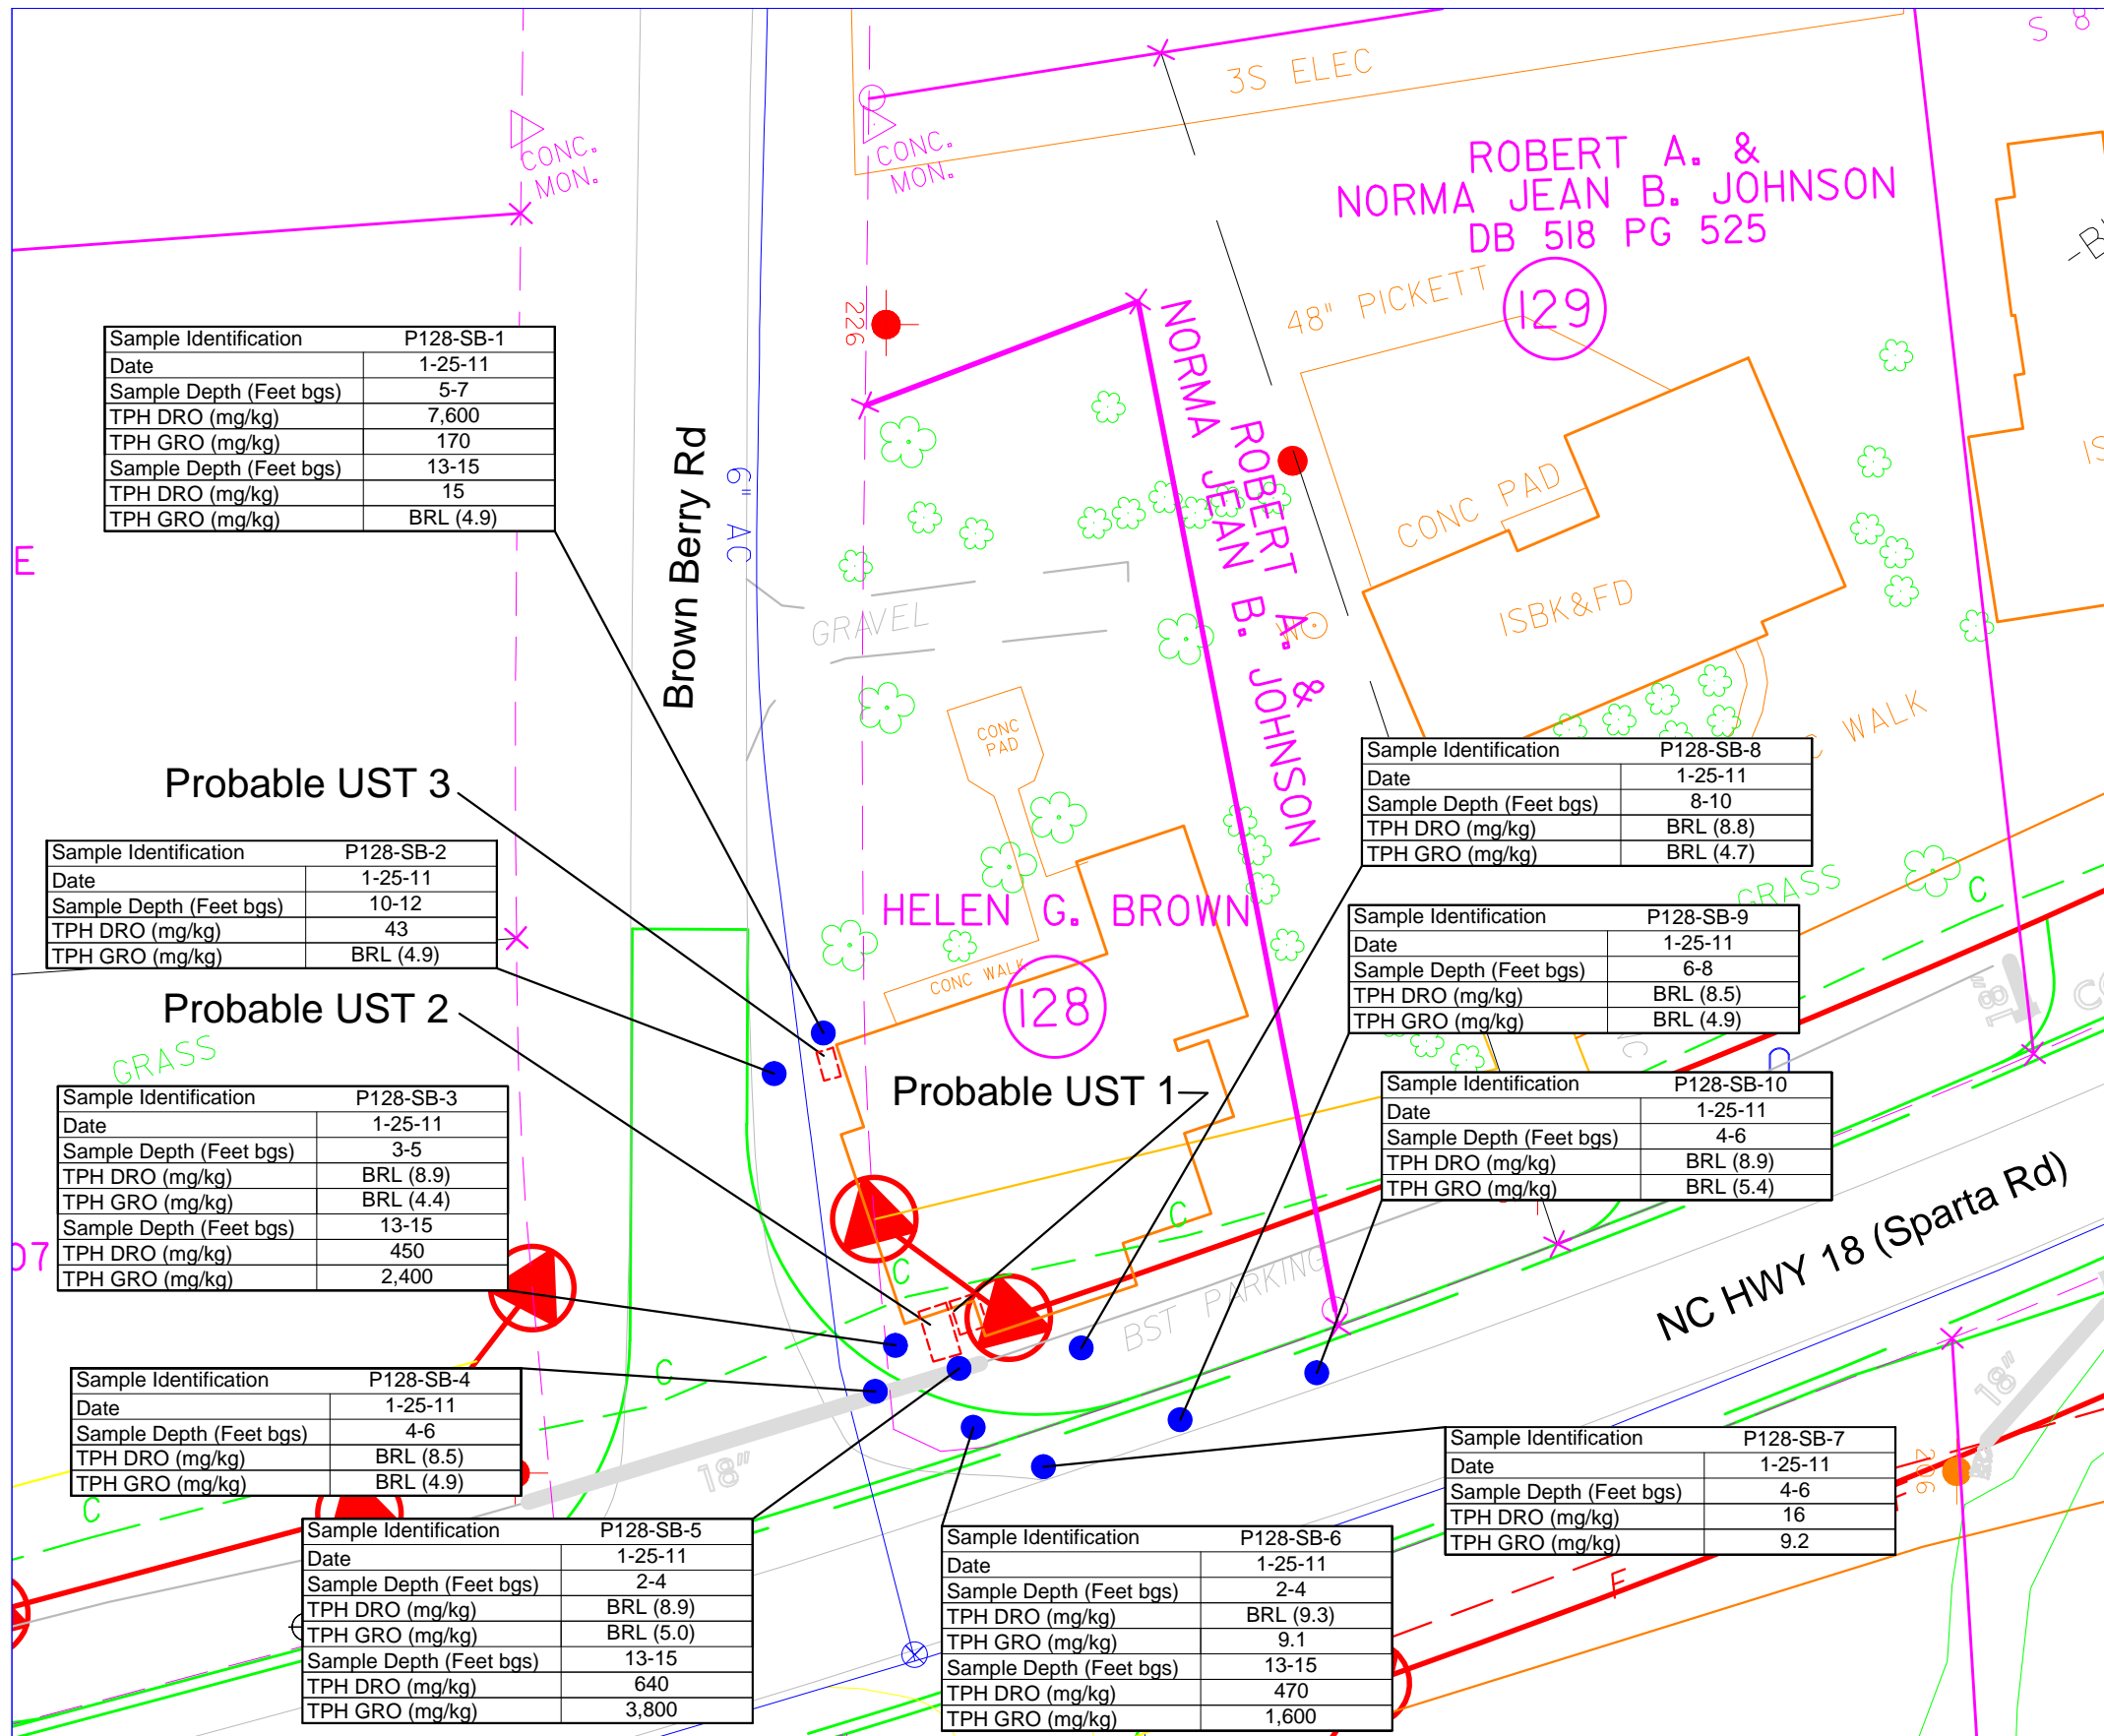 S 8
3S ELEC
CONC.
MON.
CONC.
MON.
ROBERT A. &
NORMA JEAN B. JOHNSON
DB 518 PG 525
129
48" PICKETT
226
Sample Identification P128-SB-1
Date 1-25-11
Sample Depth (Feet bgs) 5-7
TPH DRO (mg/kg) 7,600
TPH GRO (mg/kg) 170
Sample Depth (Feet bgs) 13-15
TPH DRO (mg/kg) 15
TPH GRO (mg/kg) BRL (4.9)
Brown Berry Rd
6" AC
E
ROBERT A. &
NORMA JEAN B. JOHNSON
CONC PAD
ISBK&FD
W
GRAVEL
CONC
PAD
WALK
Probable UST 3
Sample Identification P128-SB-8
Date 1-25-11
Sample Depth (Feet bgs) 8-10
TPH DRO (mg/kg) BRL (8.8)
TPH GRO (mg/kg) BRL (4.7)
Sample Identification P128-SB-2
Date 1-25-11
Sample Depth (Feet bgs) 10-12
TPH DRO (mg/kg) 43
TPH GRO (mg/kg) BRL (4.9)
HELEN G. BROWN
128
CONC WALK
GRASS
C
Sample Identification P128-SB-9
Date 1-25-11
Sample Depth (Feet bgs) 6-8
TPH DRO (mg/kg) BRL (8.5)
TPH GRO (mg/kg) BRL (4.9)
18"
Probable UST 2
GRASS
Probable UST 1
Sample Identification P128-SB-3
Date 1-25-11
Sample Depth (Feet bgs) 3-5
TPH DRO (mg/kg) BRL (8.9)
TPH GRO (mg/kg) BRL (4.4)
Sample Depth (Feet bgs) 13-15
TPH DRO (mg/kg) 450
TPH GRO (mg/kg) 2,400
Sample Identification P128-SB-10
Date 1-25-11
Sample Depth (Feet bgs) 4-6
TPH DRO (mg/kg) BRL (8.9)
TPH GRO (mg/kg) BRL (5.4)
07
C
C
C
BST PARKING
NC HWY 18 (Sparta Rd)
Sample Identification P128-SB-4
Date 1-25-11
Sample Depth (Feet bgs) 4-6
TPH DRO (mg/kg) BRL (8.5)
TPH GRO (mg/kg) BRL (4.9)
18"
18"
C
206
Sample Identification P128-SB-7
Date 1-25-11
Sample Depth (Feet bgs) 4-6
TPH DRO (mg/kg) 16
TPH GRO (mg/kg) 9.2
Sample Identification P128-SB-5
Date 1-25-11
Sample Depth (Feet bgs) 2-4
TPH DRO (mg/kg) BRL (8.9)
TPH GRO (mg/kg) BRL (5.0)
Sample Depth (Feet bgs) 13-15
TPH DRO (mg/kg) 640
TPH GRO (mg/kg) 3,800
Sample Identification P128-SB-6
Date 1-25-11
Sample Depth (Feet bgs) 2-4
TPH DRO (mg/kg) BRL (9.3)
TPH GRO (mg/kg) 9.1
Sample Depth (Feet bgs) 13-15
TPH DRO (mg/kg) 470
TPH GRO (mg/kg) 1,600
F